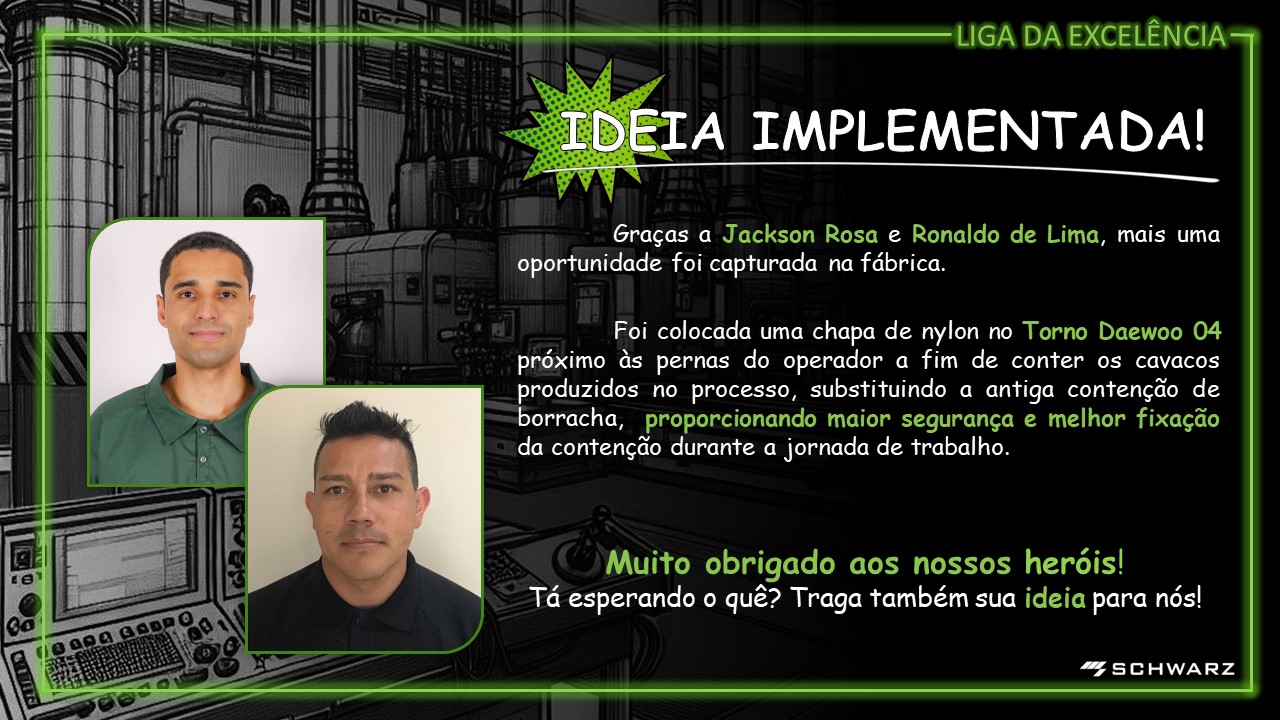 LIGA DA EXCELÊNCIA
IDEIA IMPLEMENTADA!
Graças a Jackson Rosa e Ronaldo de Lima, mais uma
oportunidade foi capturada na fábrica.
Foi colocada uma chapa de nylon no Torno Daewoo 04
próximo às pernas do operador a fim de conter os cavacos
produzidos no processo, substituindo a antiga contenção de
borracha, proporcionando maior segurança e melhor fixação
da contenção durante a jornada de trabalho.
Muito obrigado aos nossos heróis!
Tá esperando o quê? Traga também sua ideia para nós!
SCHWARZ